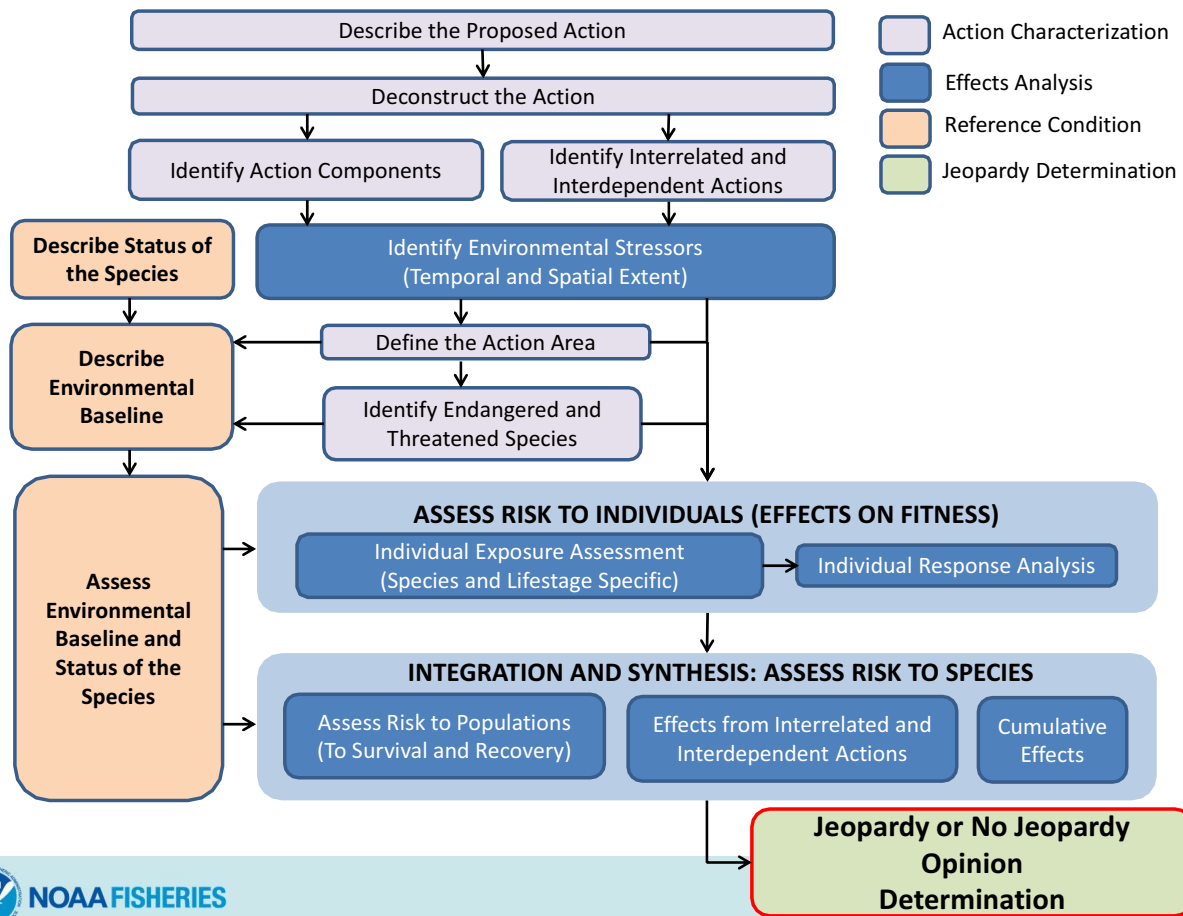 Describe the Proposed Action
Deconstruct the Action
Identify Action Components
Identify Interrelated and
Interdependent Actions
Action Characterization
Effects Analysis
Reference Condition
Jeopardy Determination
Describe Status of
the Species
Identify Environmental Stressors
(Temporal and Spatial Extent)
Describe
Environmental
Baseline
Define the Action Area
Identify Endangered and
Threatened Species
Assess
Environmental
Baseline and
Status of the
Species
ASSESS RISK TO INDIVIDUALS (EFFECTS ON FITNESS)
Individual Exposure Assessment
(Species and Lifestage Specific)
Individual Response Analysis
INTEGRATION AND SYNTHESIS: ASSESS RISK TO SPECIES
Assess Risk to Populations
(To Survival and Recovery)
Effects from Interrelated and
Interdependent Actions
Cumulative
Effects
Jeopardy or No Jeopardy
Opinion
Determination
NOAA FISHERIES